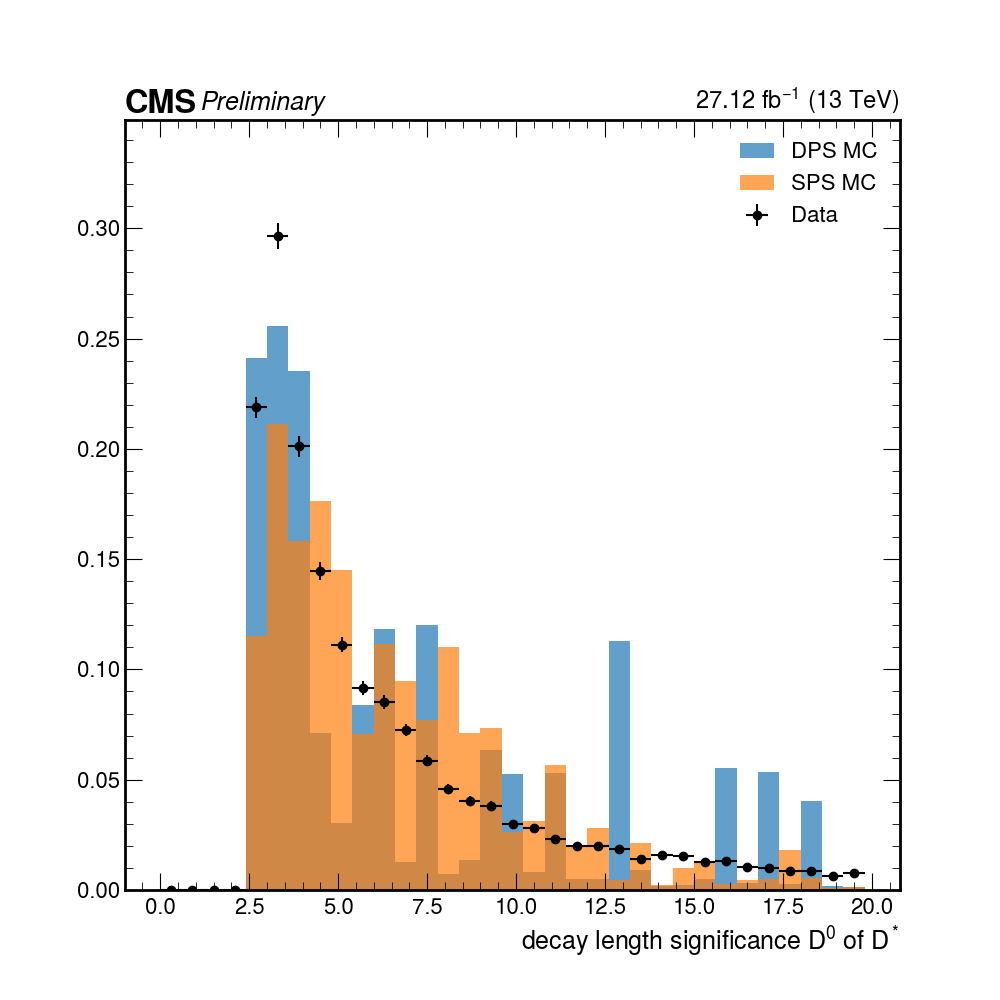 CMS Preliminary 27.12 fb⁻¹ (13 TeV)
DPS MC
SPS MC
Data
0.30
0.25
0.20
0.15
0.10
0.05
0.00
0.0 2.5 5.0 7.5 10.0 12.5 15.0 17.5 20.0
decay length significance D⁰ of D*